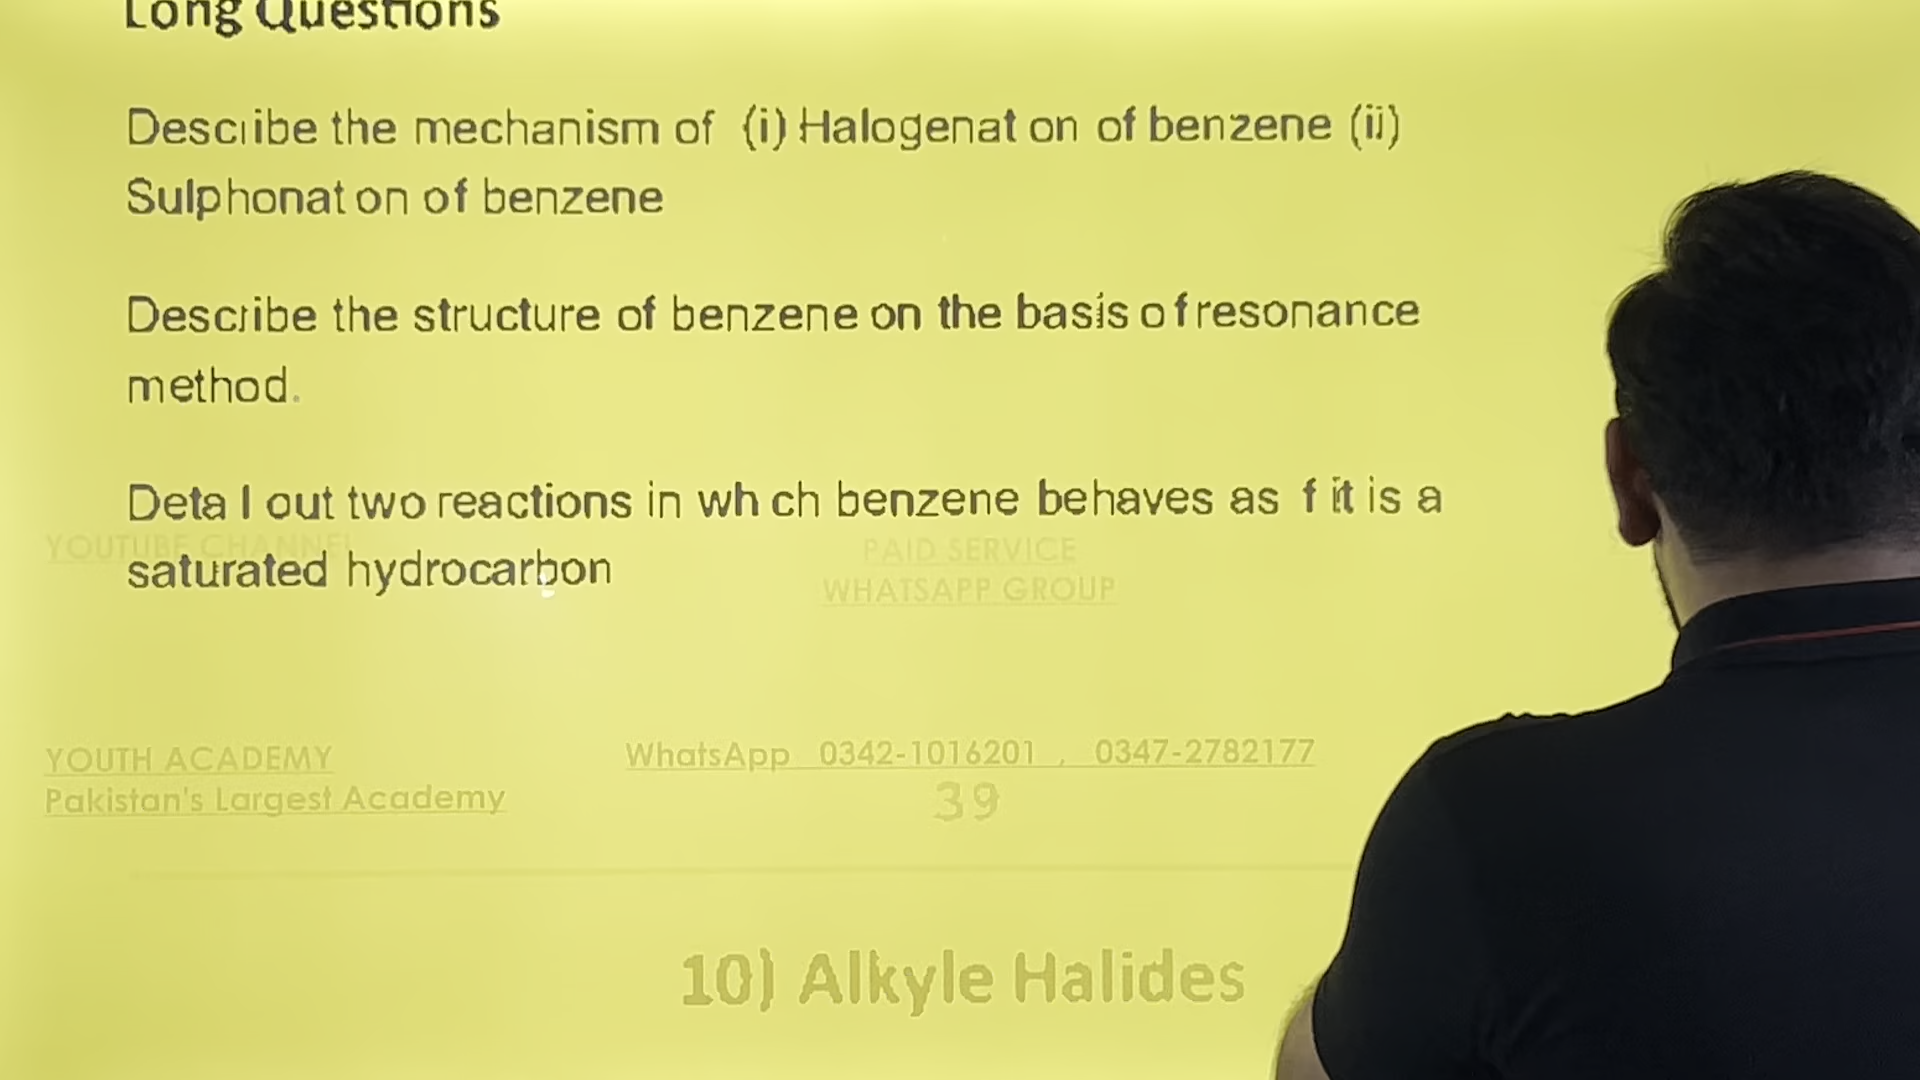 Long Questions
Describe the mechanism of (i) Halogenat on of benzene (ii)
Sulphonat on of benzene
Describe the structure of benzene on the basis of resonance
method.
Deta l out two reactions in wh ch benzene behaves as f it is a
YOUTUBE CHANNEL
PAID SERVICE
saturated hydrocarbon
WHATSAPP GROUP
YOUTH ACADEMY
WhatsApp 0342-1016201 , 0347-2782177
Pakistan's Largest Academy
39
10) Alkyle Halides